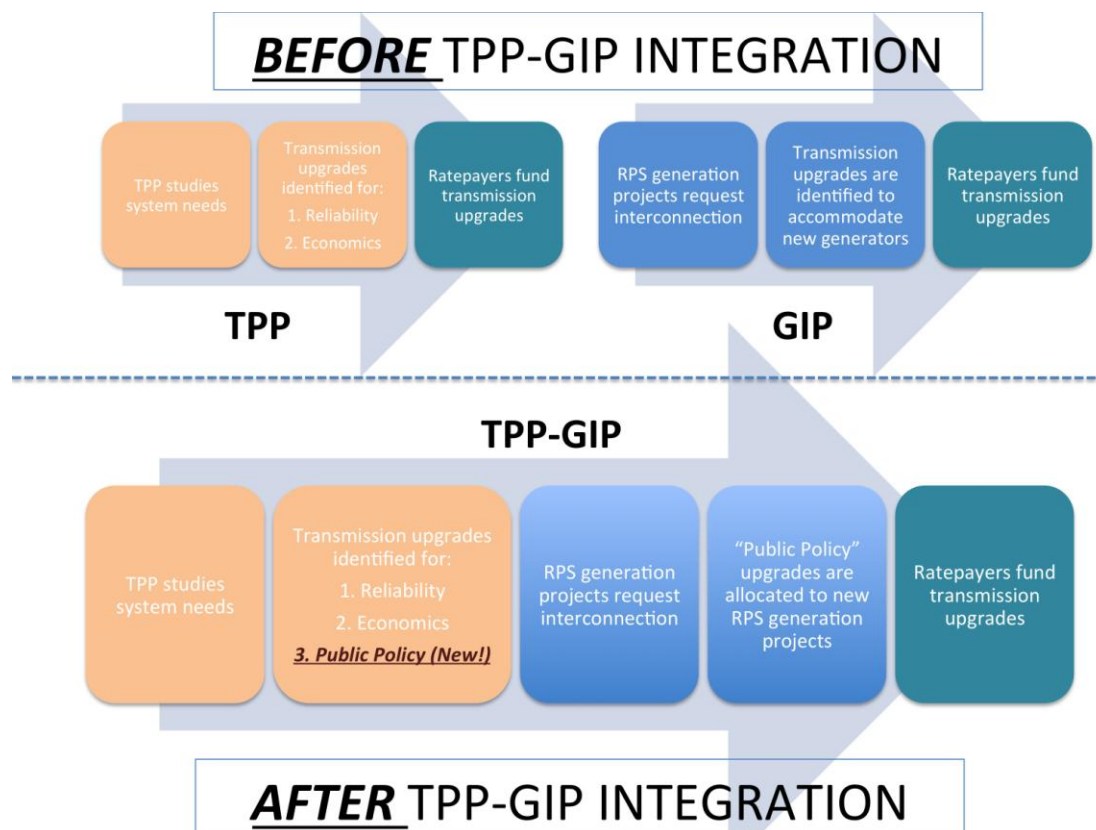 BEFORE TPP-GIP INTEGRATION
TPP studies
system needs
Transmission
upgrades
identified for:
1. Reliability
2. Economics
Ratepayers fund
transmission
upgrades
TPP
RPS generation
projects request
interconnection
Transmission
upgrades are
identified to
accommodate
new generators
Ratepayers fund
transmission
upgrades
GIP
TPP-GIP
TPP studies
system needs
Transmission upgrades
identified for:
1. Reliability
2. Economics
3. Public Policy (New!)
RPS generation
projects request
interconnection
“Public Policy”
upgrades are
allocated to new
RPS generation
projects
Ratepayers fund
transmission
upgrades
AFTER TPP-GIP INTEGRATION